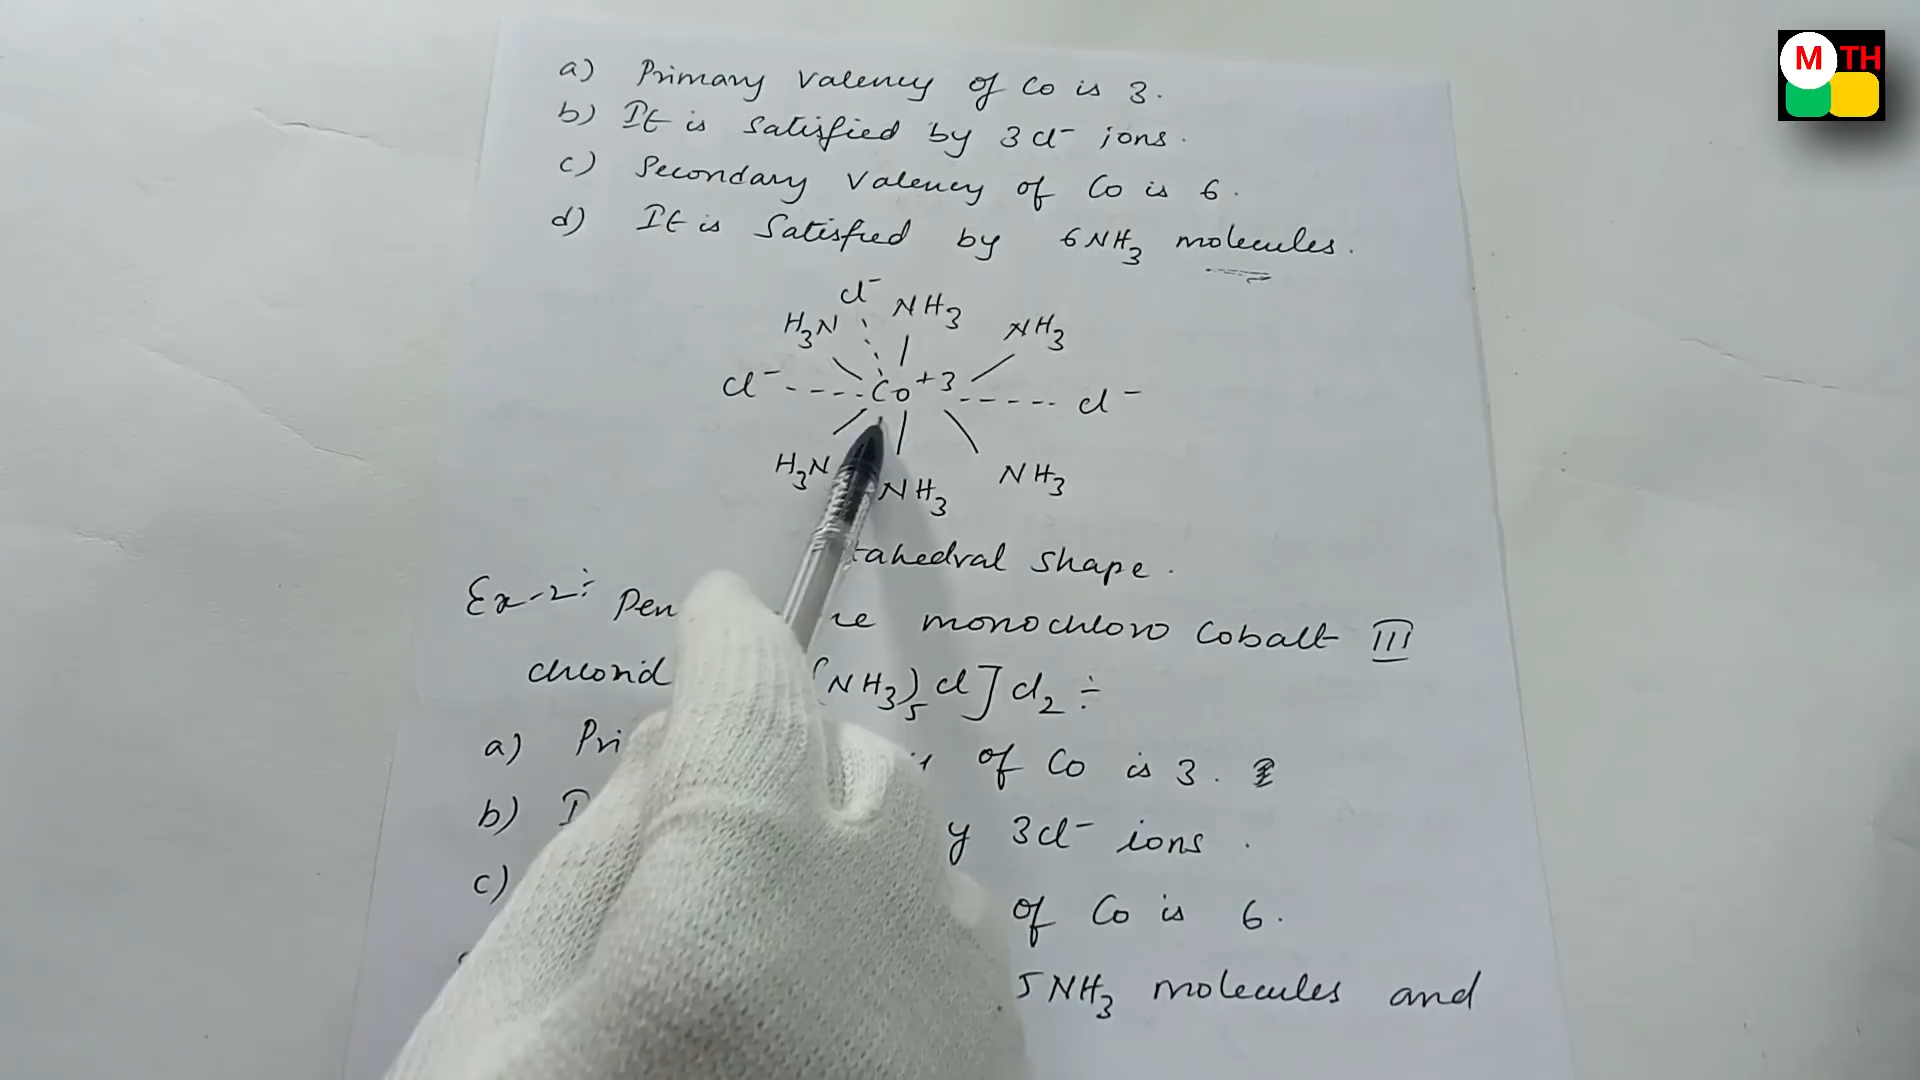 M TH
a) Primary valency of Co is 3.
b) It is satisfied by 3Cl⁻ ions.
c) Secondary valency of Co is 6.
d) It is satisfied by 6NH₃ molecules.
Cl⁻ NH₃
H₃N NH₃
Cl⁻ Co⁺³ Cl⁻
H₃N NH₃ NH₃
tahedral shape.
Ex-2: Pen monochloro cobalt III
chlorid (NH₃)₅Cl]Cl₂ :
a) Pri of Co is 3.
b) I y 3Cl⁻ ions.
c) of Co is 6.
5NH₃ molecules and